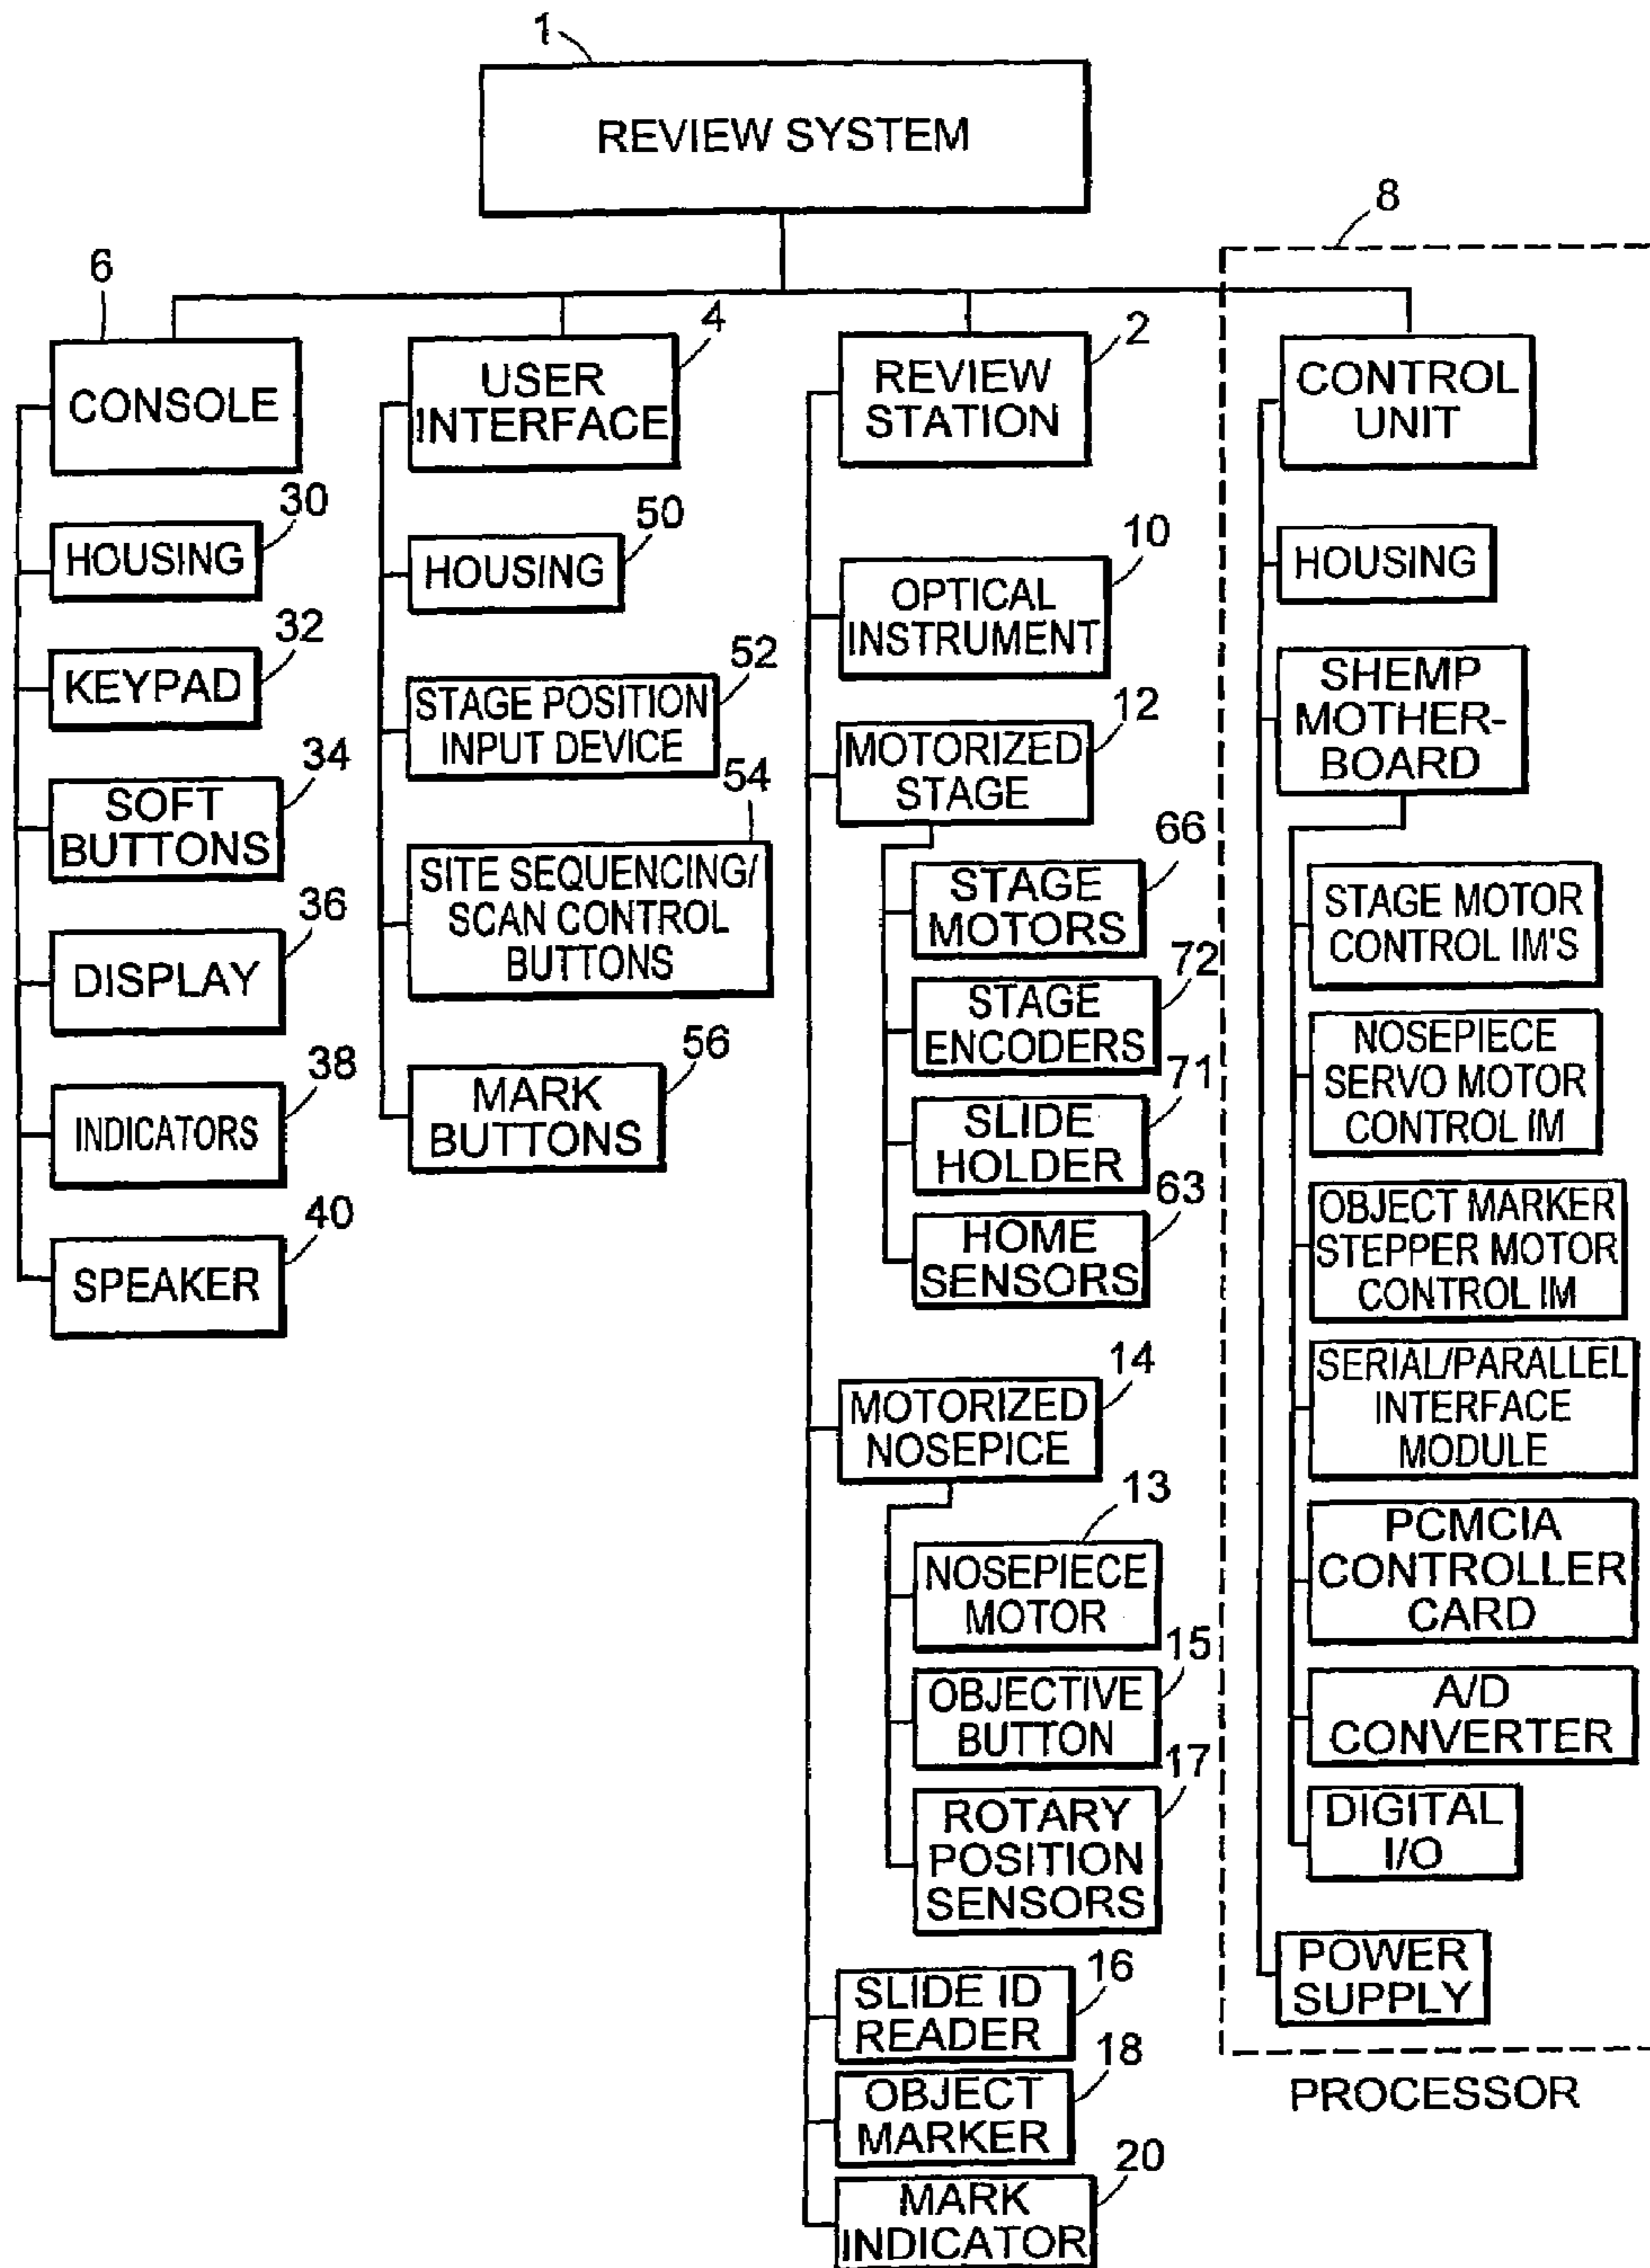 1
REVIEW SYSTEM
8
6
CONSOLE
30
HOUSING
32
KEYPAD
34
SOFT
BUTTONS
36
DISPLAY
38
INDICATORS
40
SPEAKER
4
USER
INTERFACE
50
HOUSING
52
STAGE POSITION
INPUT DEVICE
54
SITE SEQUENCING/
SCAN CONTROL
BUTTONS
56
MARK
BUTTONS
2
REVIEW
STATION
10
OPTICAL
INSTRUMENT
12
MOTORIZED
STAGE
66
STAGE
MOTORS
72
STAGE
ENCODERS
71
SLIDE
HOLDER
63
HOME
SENSORS
14
MOTORIZED
NOSEPICE
13
NOSEPIECE
MOTOR
15
OBJECTIVE
BUTTON
17
ROTARY
POSITION
SENSORS
16
SLIDE ID
READER
18
OBJECT
MARKER
20
MARK
INDICATOR
CONTROL
UNIT
HOUSING
SHEMP
MOTHER-
BOARD
STAGE MOTOR
CONTROL IM'S
NOSEPIECE
SERVO MOTOR
CONTROL IM
OBJECT MARKER
STEPPER MOTOR
CONTROL IM
SERIAL/PARALLEL
INTERFACE
MODULE
PCMCIA
CONTROLLER
CARD
A/D
CONVERTER
DIGITAL
I/O
POWER
SUPPLY
PROCESSOR